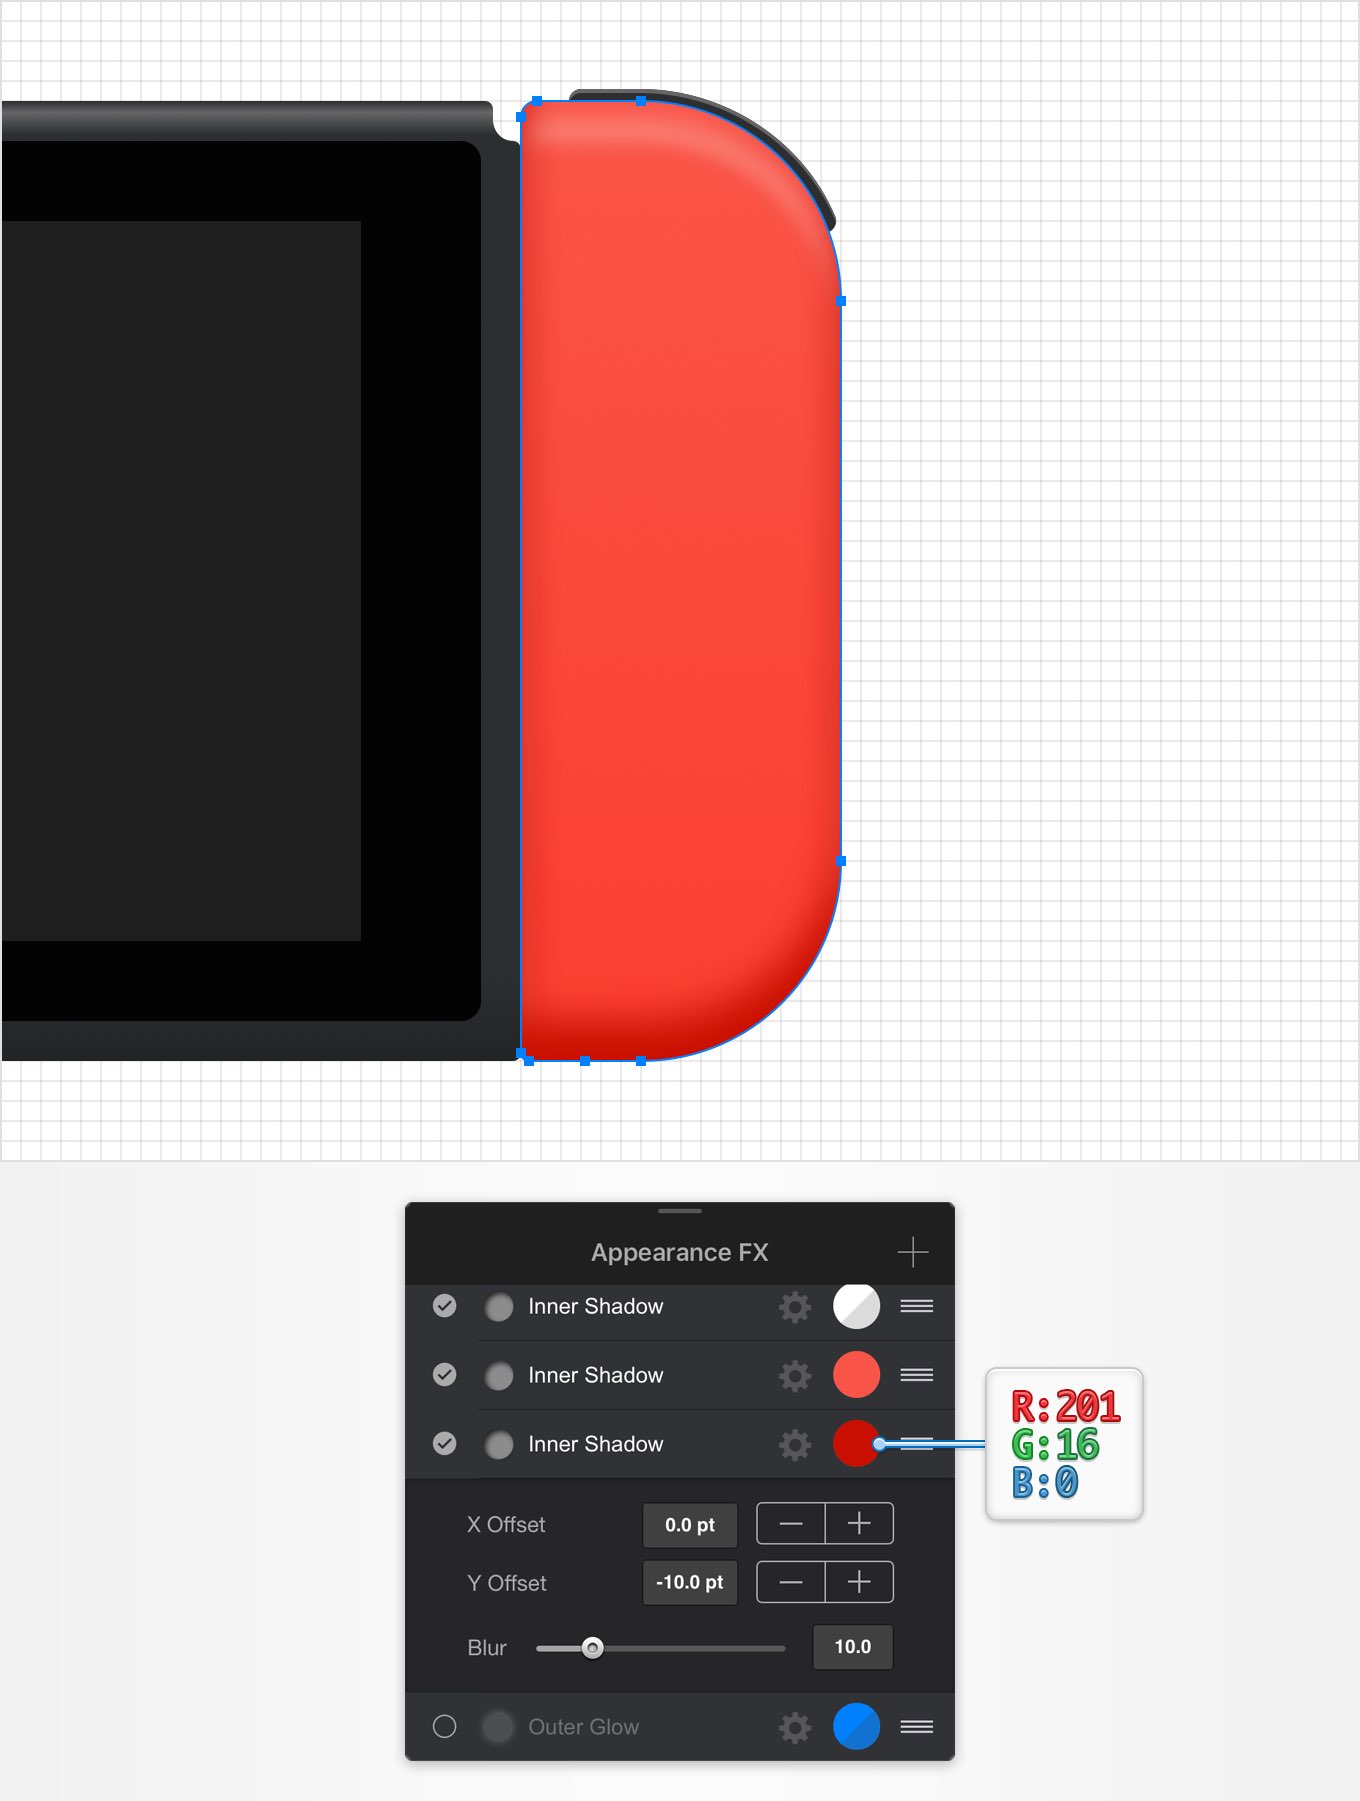 Appearance FX
Inner Shadow
Inner Shadow
Inner Shadow
R:201
G:16
B:0
X Offset 0.0 pt
Y Offset -10.0 pt
Blur 10.0
Outer Glow